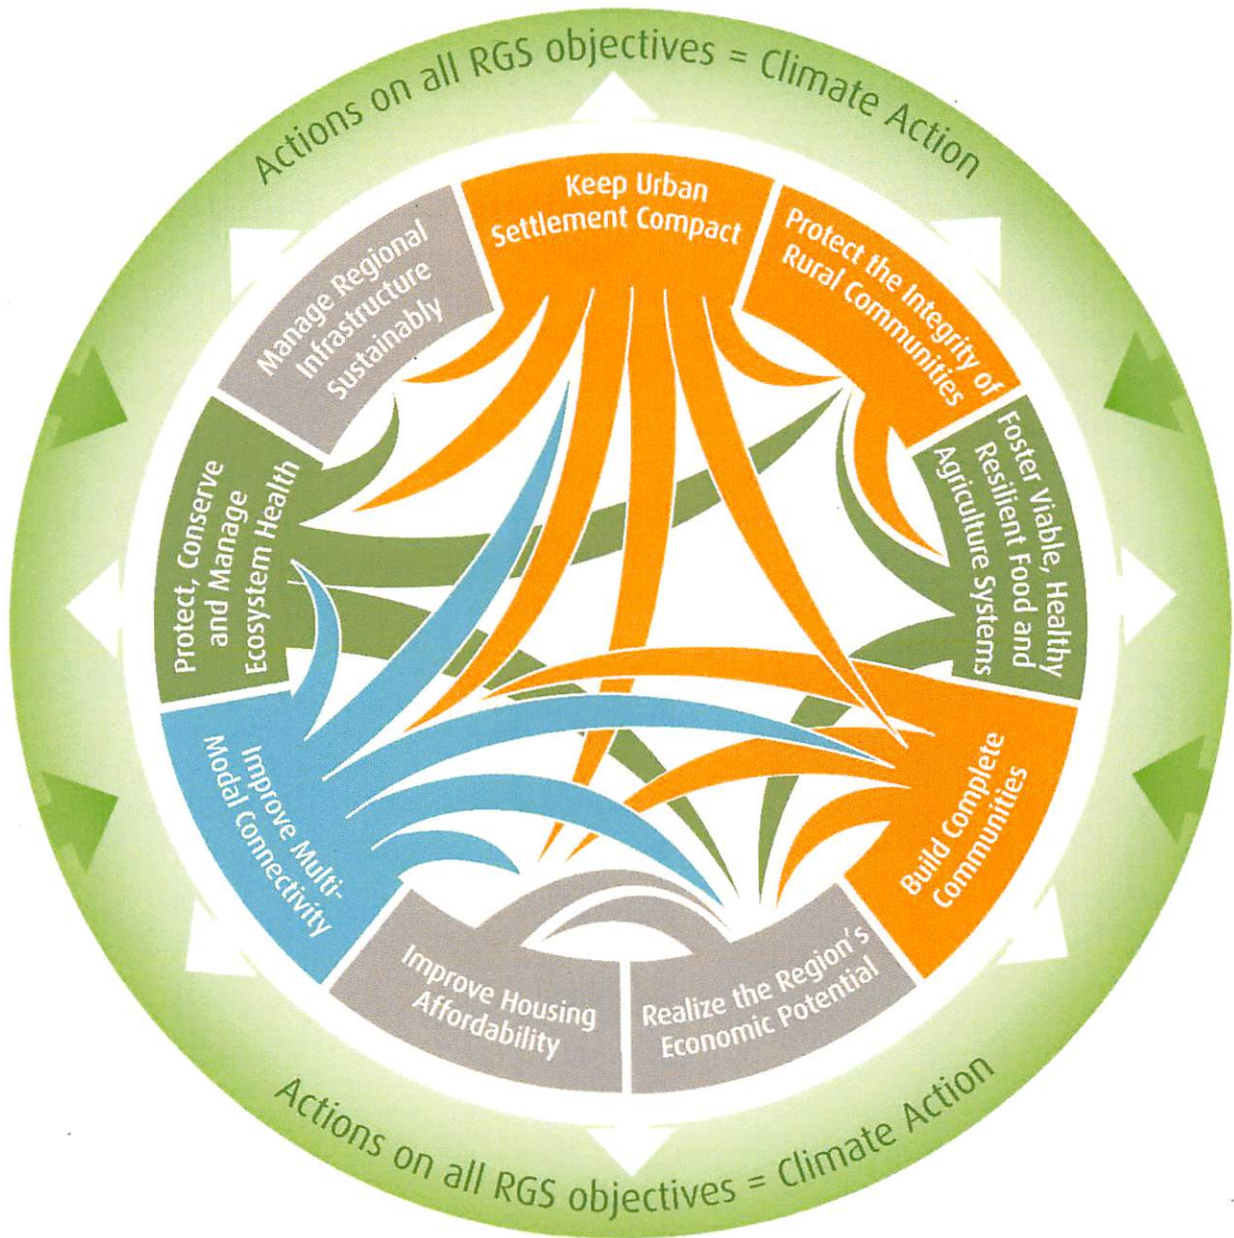 Actions on all RGS objectives = Climate Action
Keep Urban
Settlement Compact
Protect the Integrity of
Rural Communities
Foster Viable, Healthy
Resilient Food and
Agriculture Systems
Build Complete
Communities
Realize the Region's
Economic Potential
Improve Housing
Affordability
Improve Multi-
Modal Connectivity
Protect, Conserve
and Manage
Ecosystem Health
Manage Regional
Infrastructure
Sustainably
Actions on all RGS objectives = Climate Action